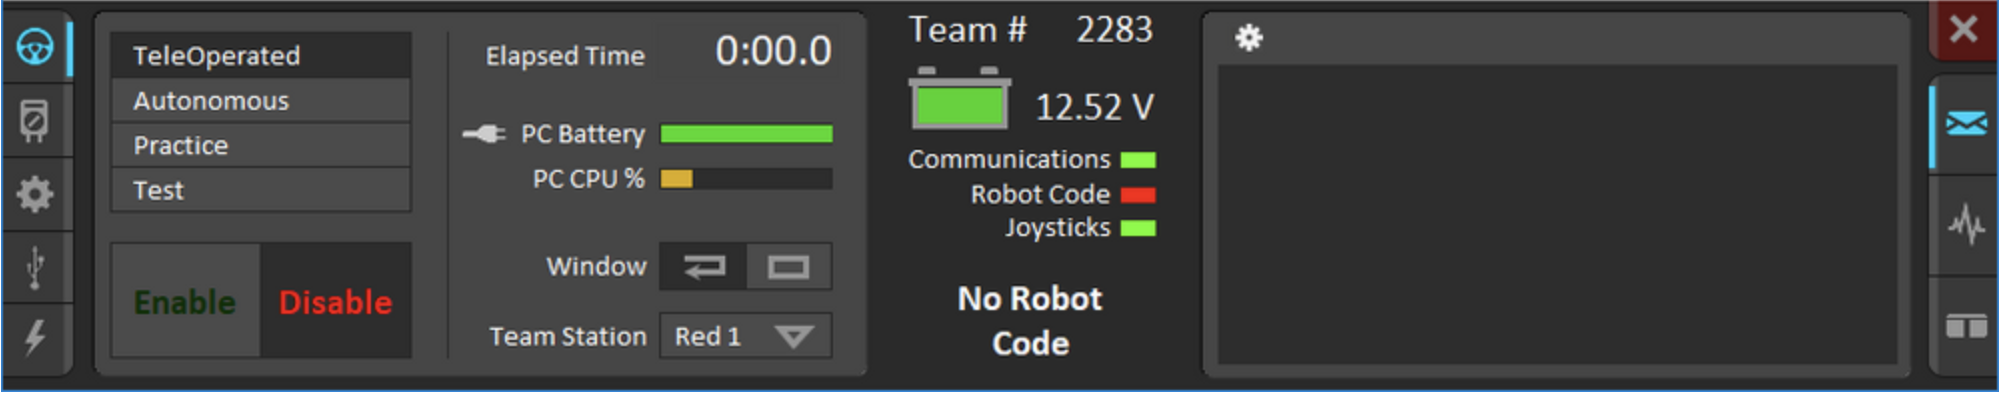 TeleOperated
Autonomous
Practice
Test
Enable Disable
Elapsed Time 0:00.0
PC Battery
PC CPU %
Window
Team Station Red 1
Team # 2283
12.52 V
Communications
Robot Code
Joysticks
No Robot
Code